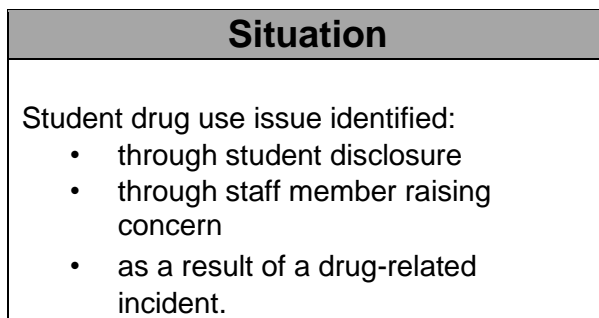 Situation
Student drug use issue identified:
• through student disclosure
• through staff member raising
concern
• as a result of a drug-related
incident.